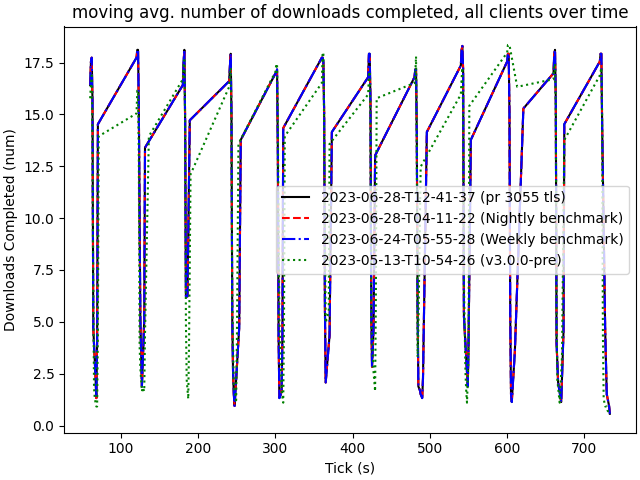 moving avg. number of downloads completed, all clients over time
Downloads Completed (num)
17.5
15.0
12.5
10.0
7.5
5.0
2.5
0.0
2023-06-28-T12-41-37 (pr 3055 tls)
2023-06-28-T04-11-22 (Nightly benchmark)
2023-06-24-T05-55-28 (Weekly benchmark)
2023-05-13-T10-54-26 (v3.0.0-pre)
100 200 300 400 500 600 700
Tick (s)